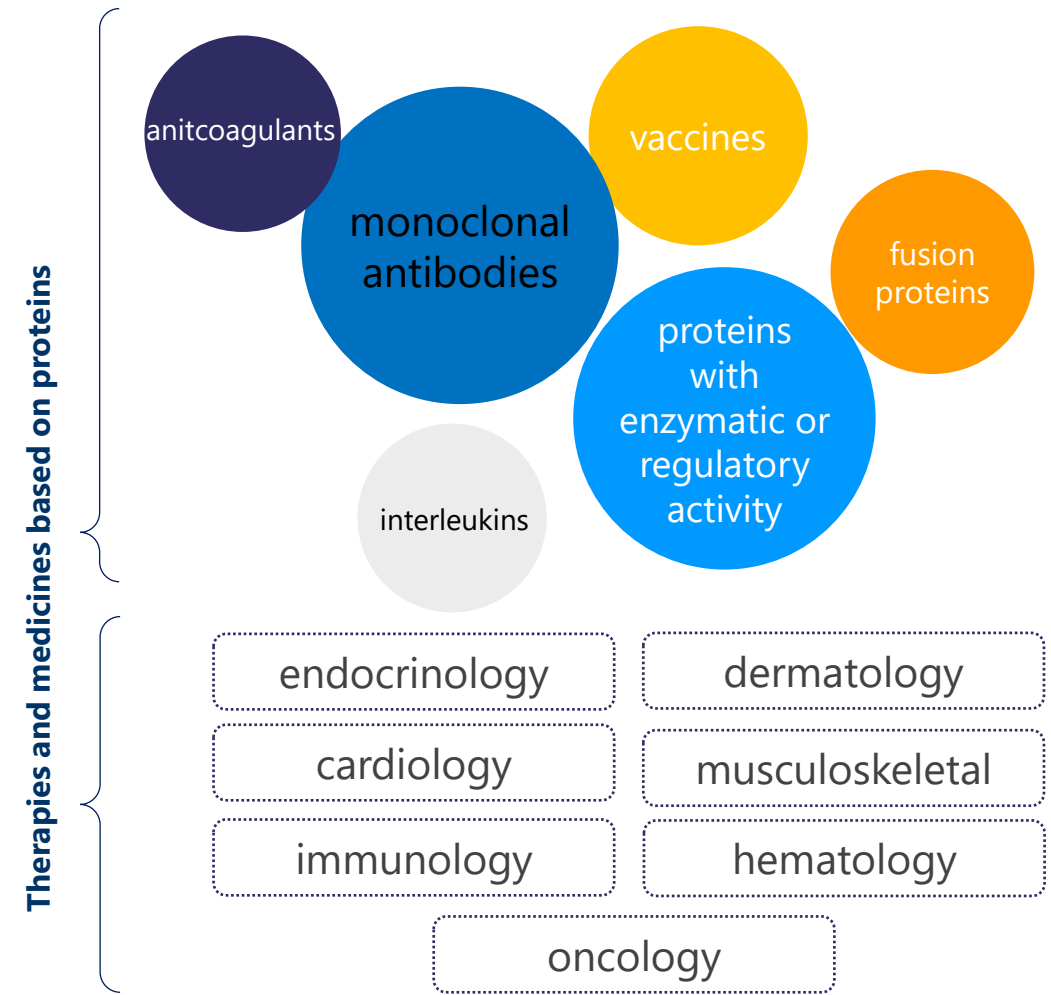 Therapies and medicines based on proteins
anitcoagulants
monoclonal
antibodies
vaccines
fusion
proteins
proteins
with
enzymatic or
regulatory
activity
interleukins
endocrinology
dermatology
cardiology
musculoskeletal
immunology
hematology
oncology